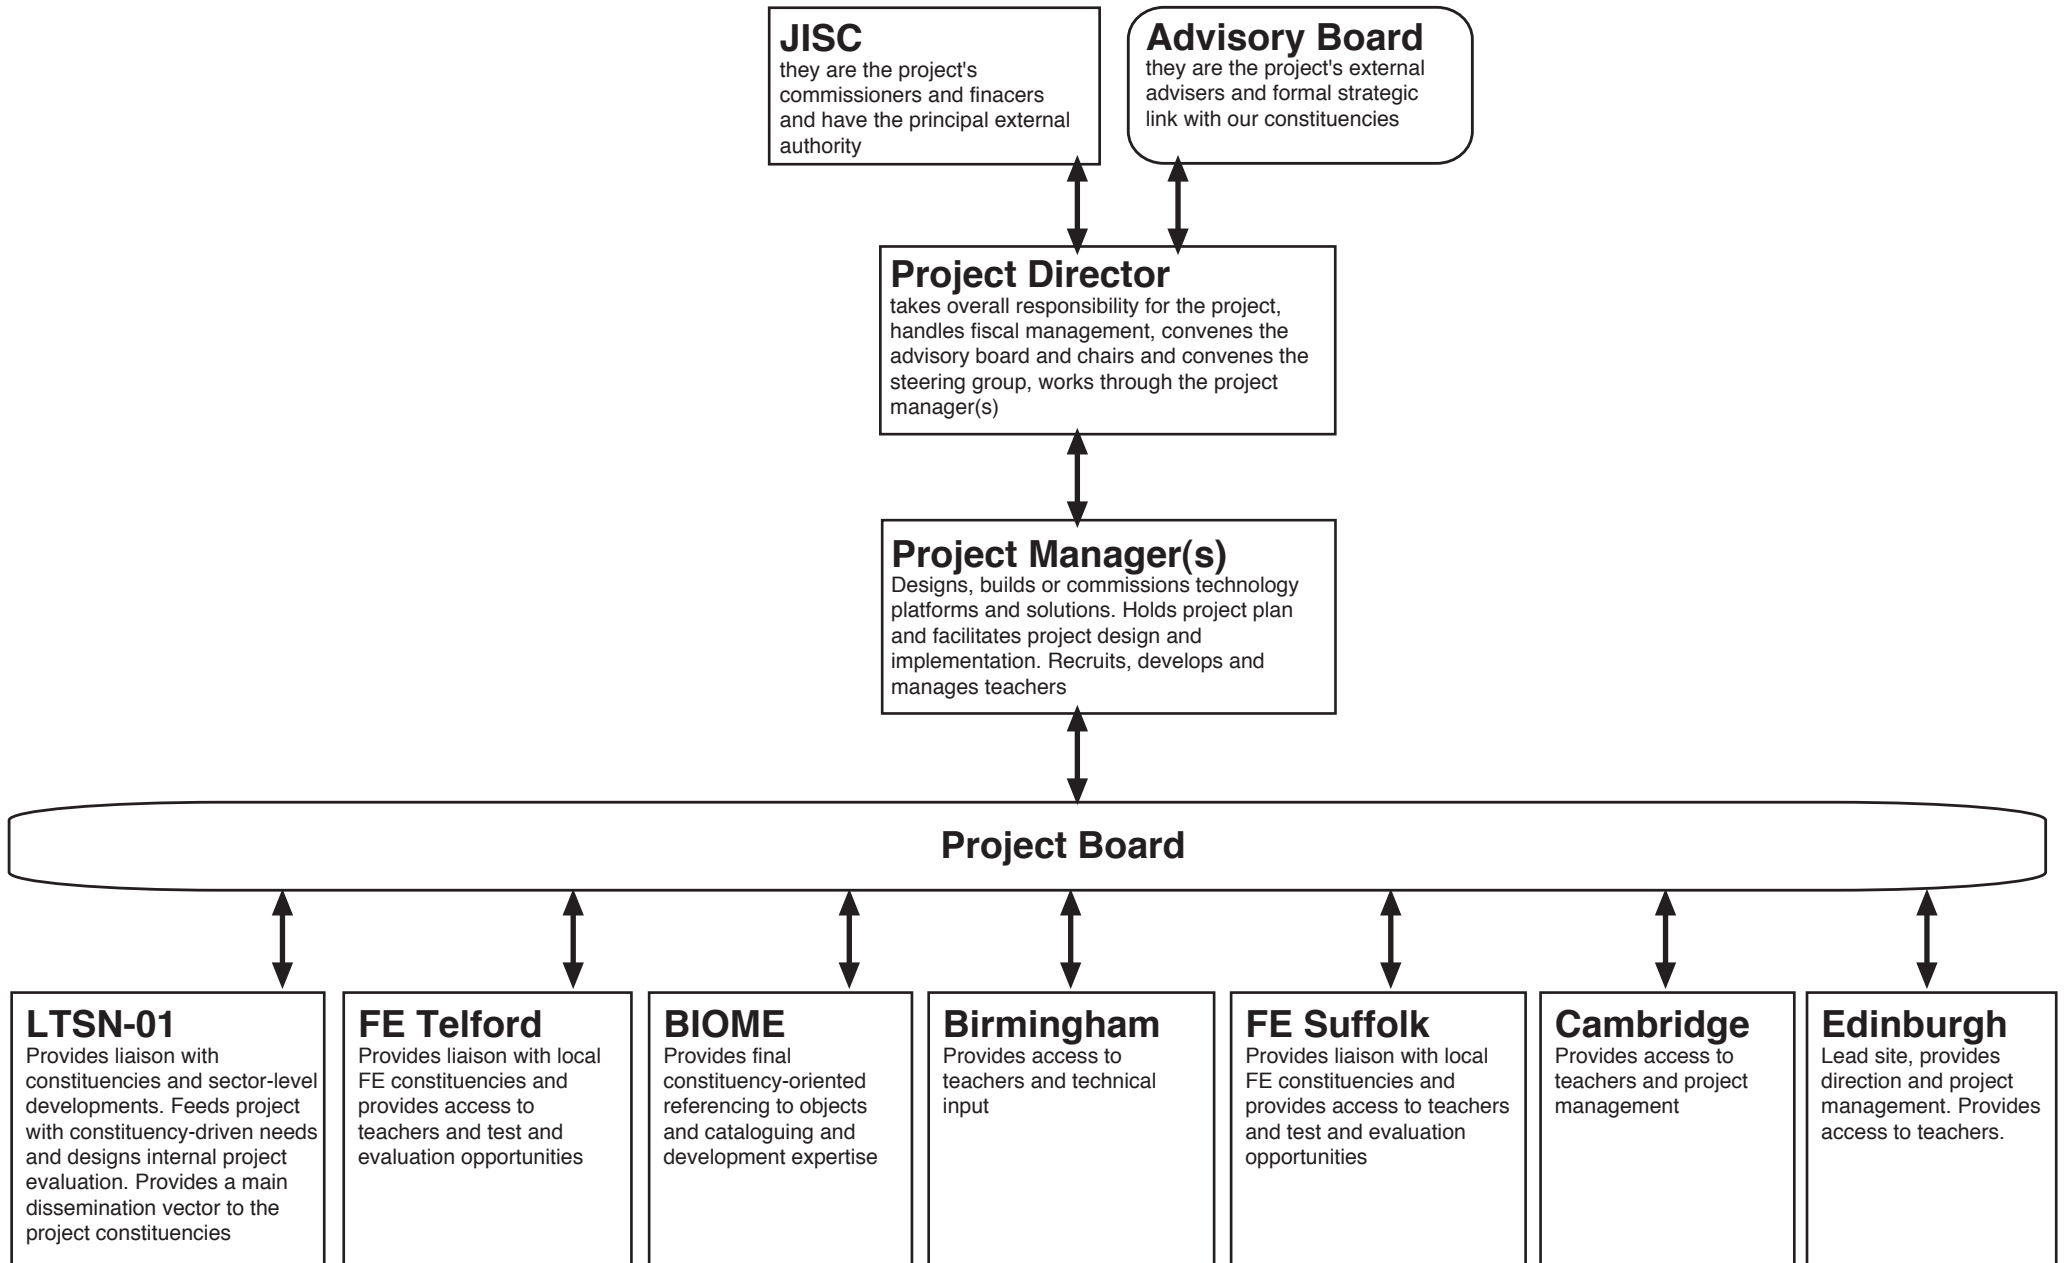 JISC
they are the project's
commissioners and finacers
and have the principal external
authority
Advisory Board
they are the project's external
advisers and formal strategic
link with our constituencies
Project Director
takes overall responsibility for the project,
handles fiscal management, convenes the
advisory board and chairs and convenes the
steering group, works through the project
manager(s)
Project Manager(s)
Designs, builds or commissions technology
platforms and solutions. Holds project plan
and facilitates project design and
implementation. Recruits, develops and
manages teachers
Project Board
LTSN-01
Provides liaison with
constituencies and sector-level
developments. Feeds project
with constituency-driven needs
and designs internal project
evaluation. Provides a main
dissemination vector to the
project constituencies
FE Telford
Provides liaison with local
FE constituencies and
provides access to
teachers and test and
evaluation opportunities
BIOME
Provides final
constituency-oriented
referencing to objects
and cataloguing and
development expertise
Birmingham
Provides access to
teachers and technical
input
FE Suffolk
Provides liaison with local
FE constituencies and
provides access to teachers
and test and evaluation
opportunities
Cambridge
Provides access to
teachers and project
management
Edinburgh
Lead site, provides
direction and project
management. Provides
access to teachers.